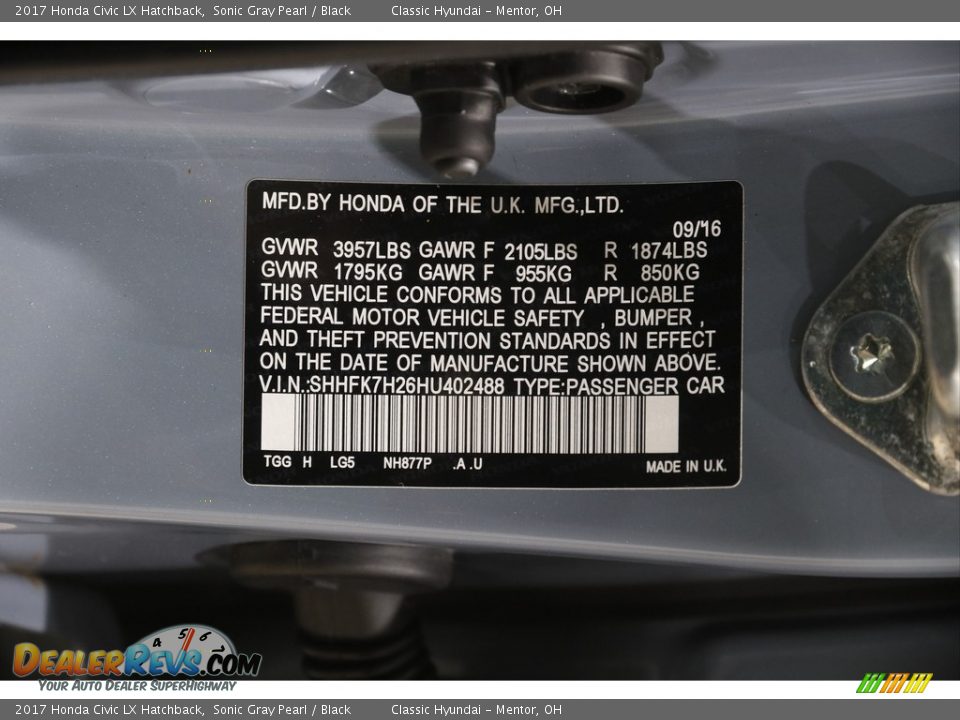 2017 Honda Civic LX Hatchback, Sonic Gray Pearl / Black Classic Hyundai - Mentor, OH
MFD.BY HONDA OF THE U.K. MFG.,LTD.
09/'16
GVWR 3957LBS GAWR F 2105LBS R 1874LBS
GVWR 1795KG GAWR F 955KG R 850KG
THIS VEHICLE CONFORMS TO ALL APPLICABLE
FEDERAL MOTOR VEHICLE SAFETY , BUMPER ,
AND THEFT PREVENTION STANDARDS IN EFFECT
ON THE DATE OF MANUFACTURE SHOWN ABOVE.
V.I.N.:SHHFK7H26HU402488 TYPE:PASSENGER CAR
TGG H LG5 NH877P .A .U
MADE IN U.K.
4 5 6
DEALERREVS.COM
YOUR AUTO DEALER SUPERHIGHWAY
2017 Honda Civic LX Hatchback, Sonic Gray Pearl / Black Classic Hyundai - Mentor, OH